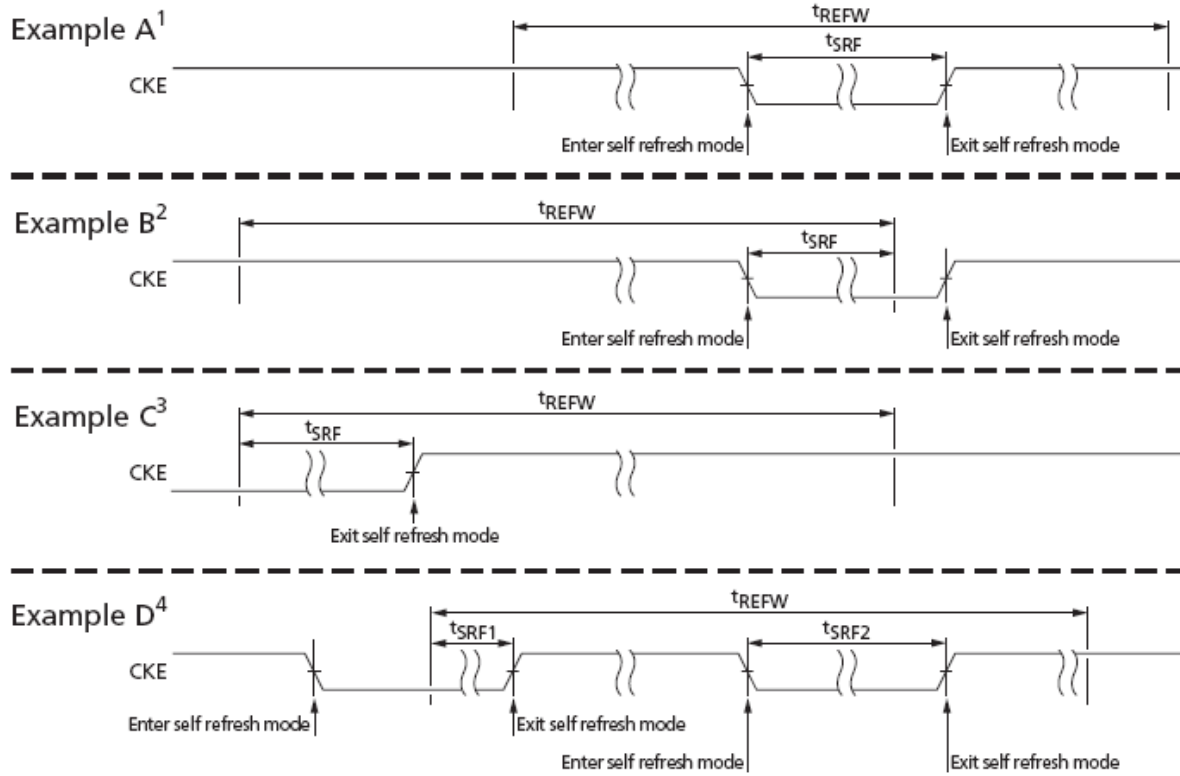 Example A1
tREFW
tSRF
CKE
Enter self refresh mode
Exit self refresh mode
Example B2
tREFW
tSRF
CKE
Enter self refresh mode
Exit self refresh mode
Example C3
tREFW
tSRF
CKE
Exit self refresh mode
Example D4
tREFW
tSRF1
tSRF2
CKE
Enter self refresh mode
Exit self refresh mode
Enter self refresh mode
Exit self refresh mode